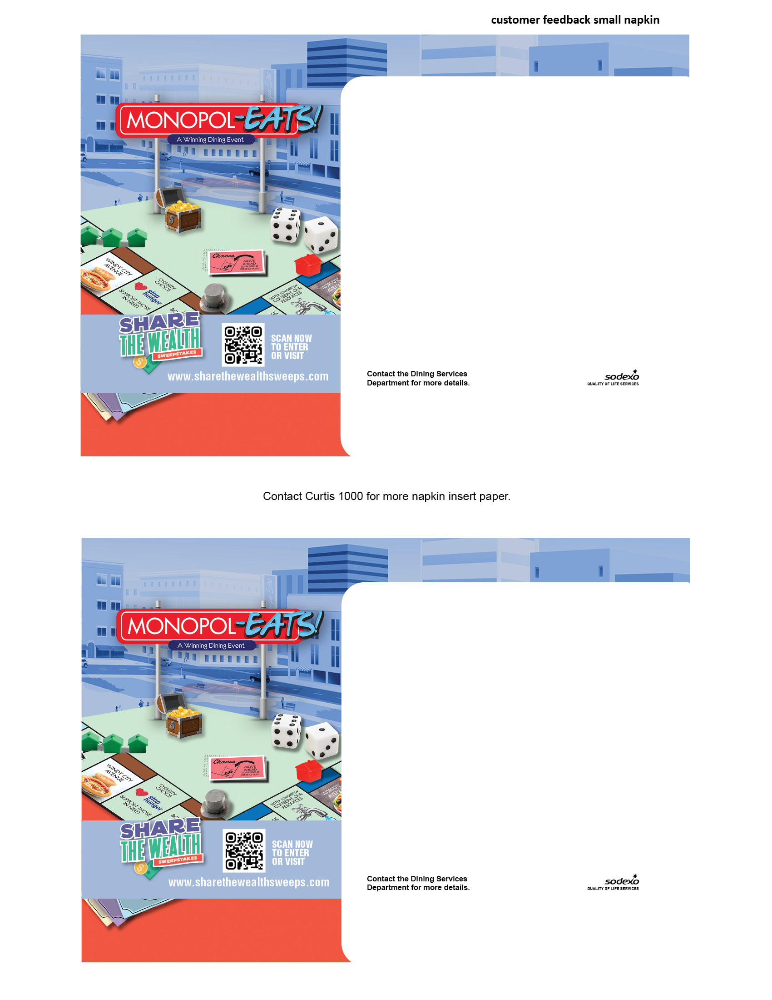 customer feedback small napkin
MONOPOL-EATS!
A Winning Dining Event
Chance
GO
MOVE
AHEAD
TO RESIDENT
DINING FUN!
WINDY CITY
AVENUE
CHARITY
CHOICE
stop
hunger
SUPPORT THOSE
IN NEED
BETTER TOMORROW
CONSERVE OUR
RESOURCES
SHARE
THE WEALTH
SWEEPSTAKES
$
SCAN NOW
TO ENTER
OR VISIT
www.sharethewealthsweeps.com
Contact the Dining Services
Department for more details.
sodexo
QUALITY OF LIFE SERVICES
Contact Curtis 1000 for more napkin insert paper.
MONOPOL-EATS!
A Winning Dining Event
Chance
GO
MOVE
AHEAD
TO RESIDENT
DINING FUN!
WINDY CITY
AVENUE
CHARITY
CHOICE
stop
hunger
SUPPORT THOSE
IN NEED
BETTER TOMORROW
CONSERVE OUR
RESOURCES
SHARE
THE WEALTH
SWEEPSTAKES
$
SCAN NOW
TO ENTER
OR VISIT
www.sharethewealthsweeps.com
Contact the Dining Services
Department for more details.
sodexo
QUALITY OF LIFE SERVICES